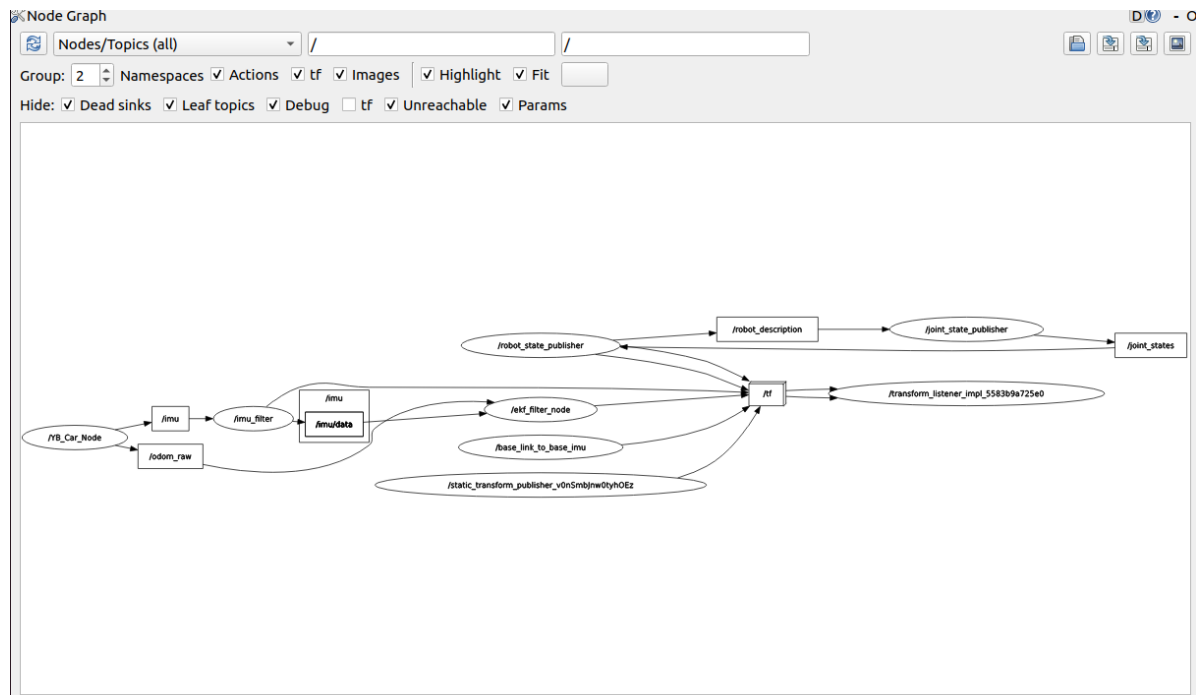 Node Graph
D - O
Nodes/Topics (all) / /
Group: 2 Namespaces Actions tf Images Highlight Fit
Hide: Dead sinks Leaf topics Debug tf Unreachable Params
/robot_description
/joint_state_publisher
/robot_state_publisher
/joint_states
/tf
/transform_listener_impl_5583b9a725e0
/imu
/imu
/imu_filter
/imu/data
/ekf_filter_node
/YB_Car_Node
/base_link_to_base_imu
/odom_raw
/static_transform_publisher_v0nSmbJnw0tyhOEz